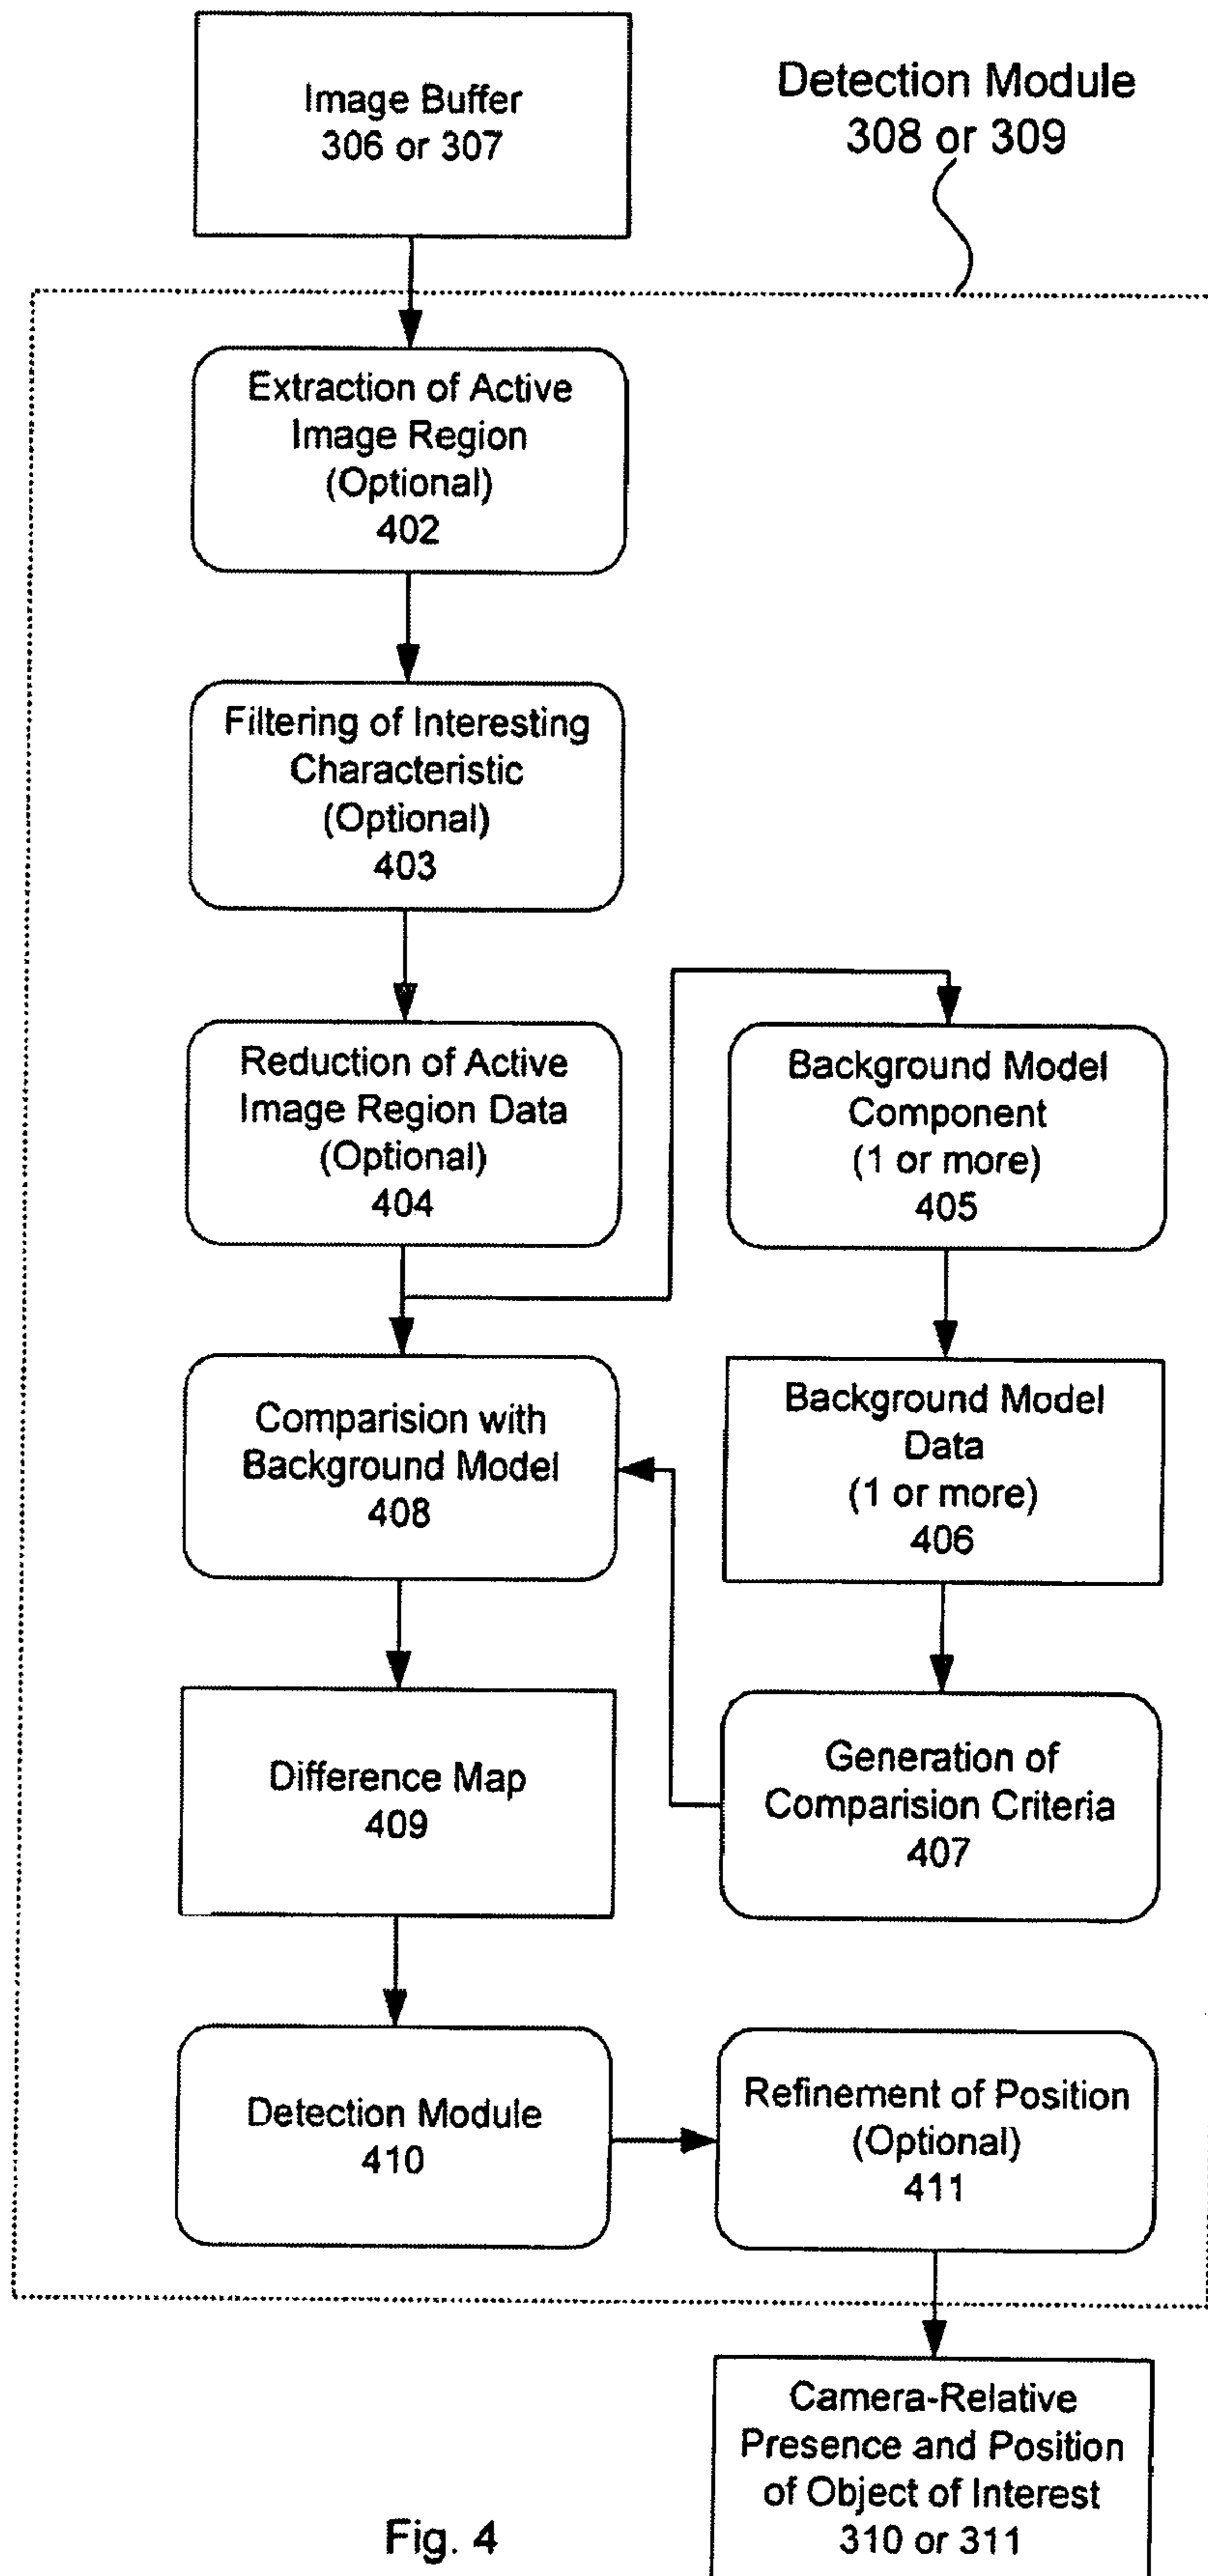 Image Buffer
306 or 307
Detection Module
308 or 309
Extraction of Active
Image Region
(Optional)
402
Filtering of Interesting
Characteristic
(Optional)
403
Reduction of Active
Image Region Data
(Optional)
404
Background Model
Component
(1 or more)
405
Comparision with
Background Model
408
Background Model
Data
(1 or more)
406
Difference Map
409
Generation of
Comparision Criteria
407
Detection Module
410
Refinement of Position
(Optional)
411
Camera-Relative
Presence and Position
of Object of Interest
310 or 311
Fig. 4